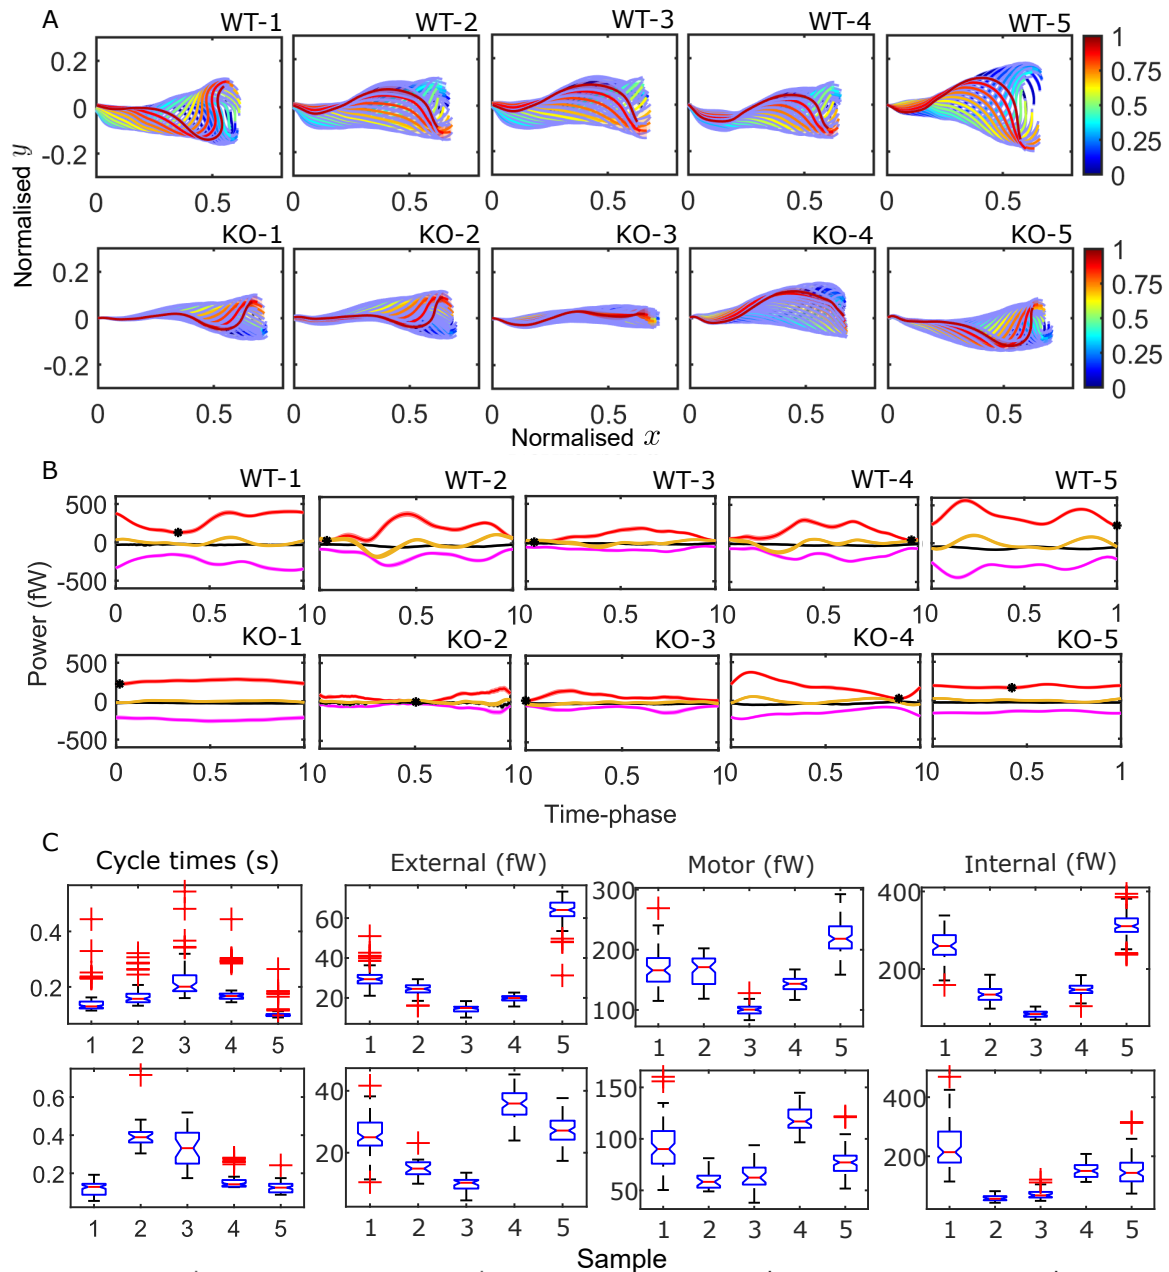 A
WT-1 WT-2 WT-3 WT-4 WT-5
0.2 0 -0.2
0 0.5 0 0.5 0 0.5 0 0.5 0 0.5
1 0.75 0.5 0.25 0
Normalised y
KO-1 KO-2 KO-3 KO-4 KO-5
0.2 0 -0.2
0 0.5 0 0.5 0 0.5 0 0.5 0 0.5
1 0.75 0.5 0.25 0
Normalised x
B
WT-1 WT-2 WT-3 WT-4 WT-5
500 0 -500
0 0.5 1 0 0.5 1 0 0.5 1 0 0.5 1 0 0.5 1
Power (fW)
KO-1 KO-2 KO-3 KO-4 KO-5
500 0 -500
0 0.5 1 0 0.5 1 0 0.5 1 0 0.5 1 0 0.5 1
Time-phase
C
Cycle times (s) External (fW) Motor (fW) Internal (fW)
0.4 0.2 60 20 300 200 100 400 200
1 2 3 4 5 1 2 3 4 5 1 2 3 4 5 1 2 3 4 5
0.6 0.4 0.2 40 20 150 100 50 400 200
1 2 3 4 5 1 2 3 4 5 1 2 3 4 5 1 2 3 4 5
Sample